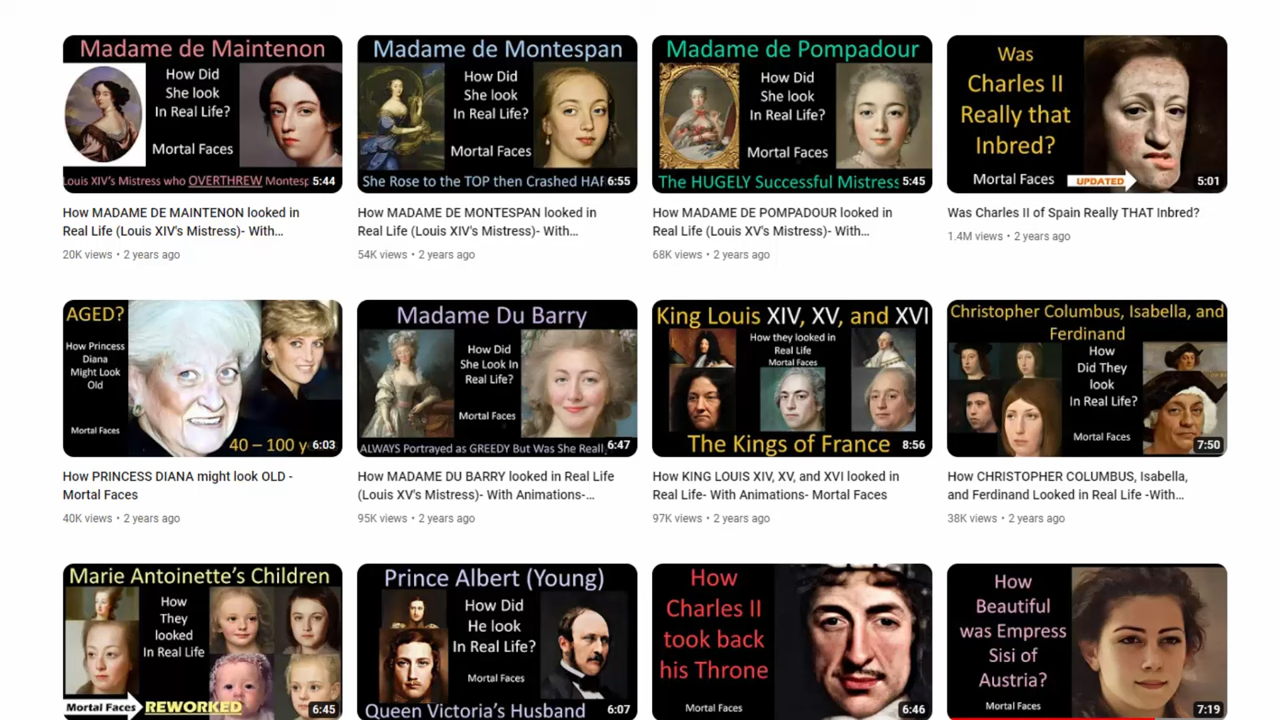 Madame de Maintenon
How Did
She look
In Real Life?
Mortal Faces
Louis XIV's Mistress who OVERTHREW Montesp
5:44
How MADAME DE MAINTENON looked in
Real Life (Louis XIV's Mistress)- With...
20K views • 2 years ago
Madame de Montespan
How Did
She look
In Real Life?
Mortal Faces
She Rose to the TOP then Crashed HAR
6:55
How MADAME DE MONTESPAN looked in
Real Life (Louis XIV's Mistress)- With...
54K views • 2 years ago
Madame de Pompadour
How Did
She look
In Real Life?
Mortal Faces
The HUGELY Successful Mistress
5:45
How MADAME DE POMPADOUR looked in
Real Life (Louis XV's Mistress)- With...
68K views • 2 years ago
Was
Charles II
Really that
Inbred?
Mortal Faces
UPDATED
5:01
Was Charles II of Spain Really THAT Inbred?
1.4M views • 2 years ago
AGED?
How Princess
Diana
Might Look
Old
Mortal Faces
40 – 100 y
6:03
How PRINCESS DIANA might look OLD -
Mortal Faces
40K views • 2 years ago
Madame Du Barry
How Did
She Look In
Real Life?
Mortal Faces
ALWAYS Portrayed as GREEDY But Was She Reall
6:47
How MADAME DU BARRY looked in Real Life
(Louis XV's Mistress)- With Animations-...
95K views • 2 years ago
King Louis XIV, XV, and XVI
How they looked in
Real Life
Mortal Faces
The Kings of France
8:56
How KING LOUIS XIV, XV, and XVI looked in
Real Life- With Animations- Mortal Faces
97K views • 2 years ago
Christopher Columbus, Isabella, and
Ferdinand
How
Did They
look
In Real Life?
Mortal Faces
7:50
How CHRISTOPHER COLUMBUS, Isabella,
and Ferdinand Looked in Real Life -With...
38K views • 2 years ago
Marie Antoinette's Children
How
They
looked
In Real Life
Mortal Faces
REWORKED
6:45
Prince Albert (Young)
How Did
He look
In Real Life?
Mortal Faces
Queen Victoria's Husband
6:07
How
Charles II
took back
his Throne
Mortal Faces
6:46
How
Beautiful
was Empress
Sisi of
Austria?
Mortal Faces
7:19